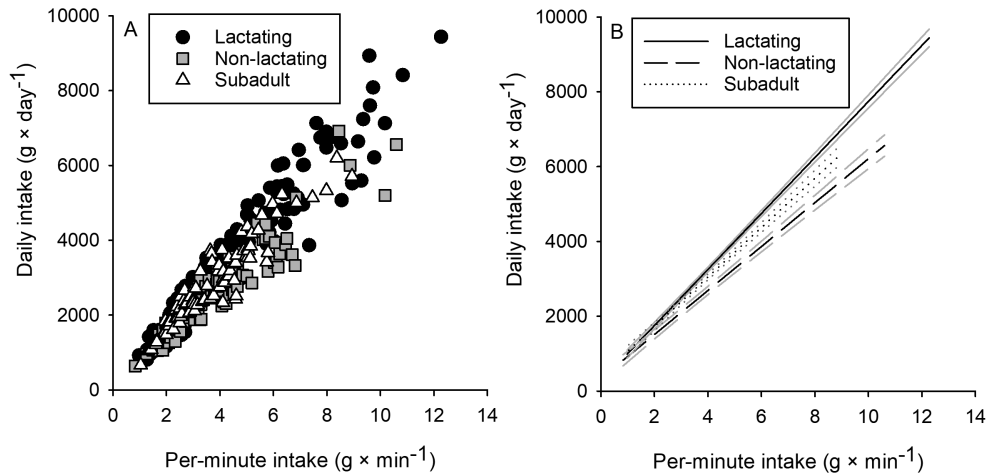 A
Lactating
Non-lactating
Subadult
10000
8000
6000
4000
2000
0
Daily intake (g × day⁻¹)
0 2 4 6 8 10 12 14
Per-minute intake (g × min⁻¹)
B
Lactating
Non-lactating
Subadult
10000
8000
6000
4000
2000
0
Daily intake (g × day⁻¹)
0 2 4 6 8 10 12 14
Per-minute intake (g × min⁻¹)